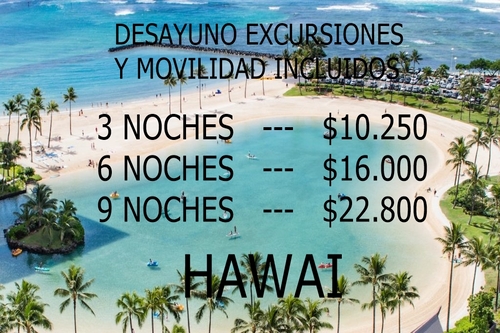 DESAYUNO EXCURSIONES
Y MOVILIDAD INCLUIDOS
3 NOCHES --- $10.250
6 NOCHES --- $16.000
9 NOCHES --- $22.800
HAWAI